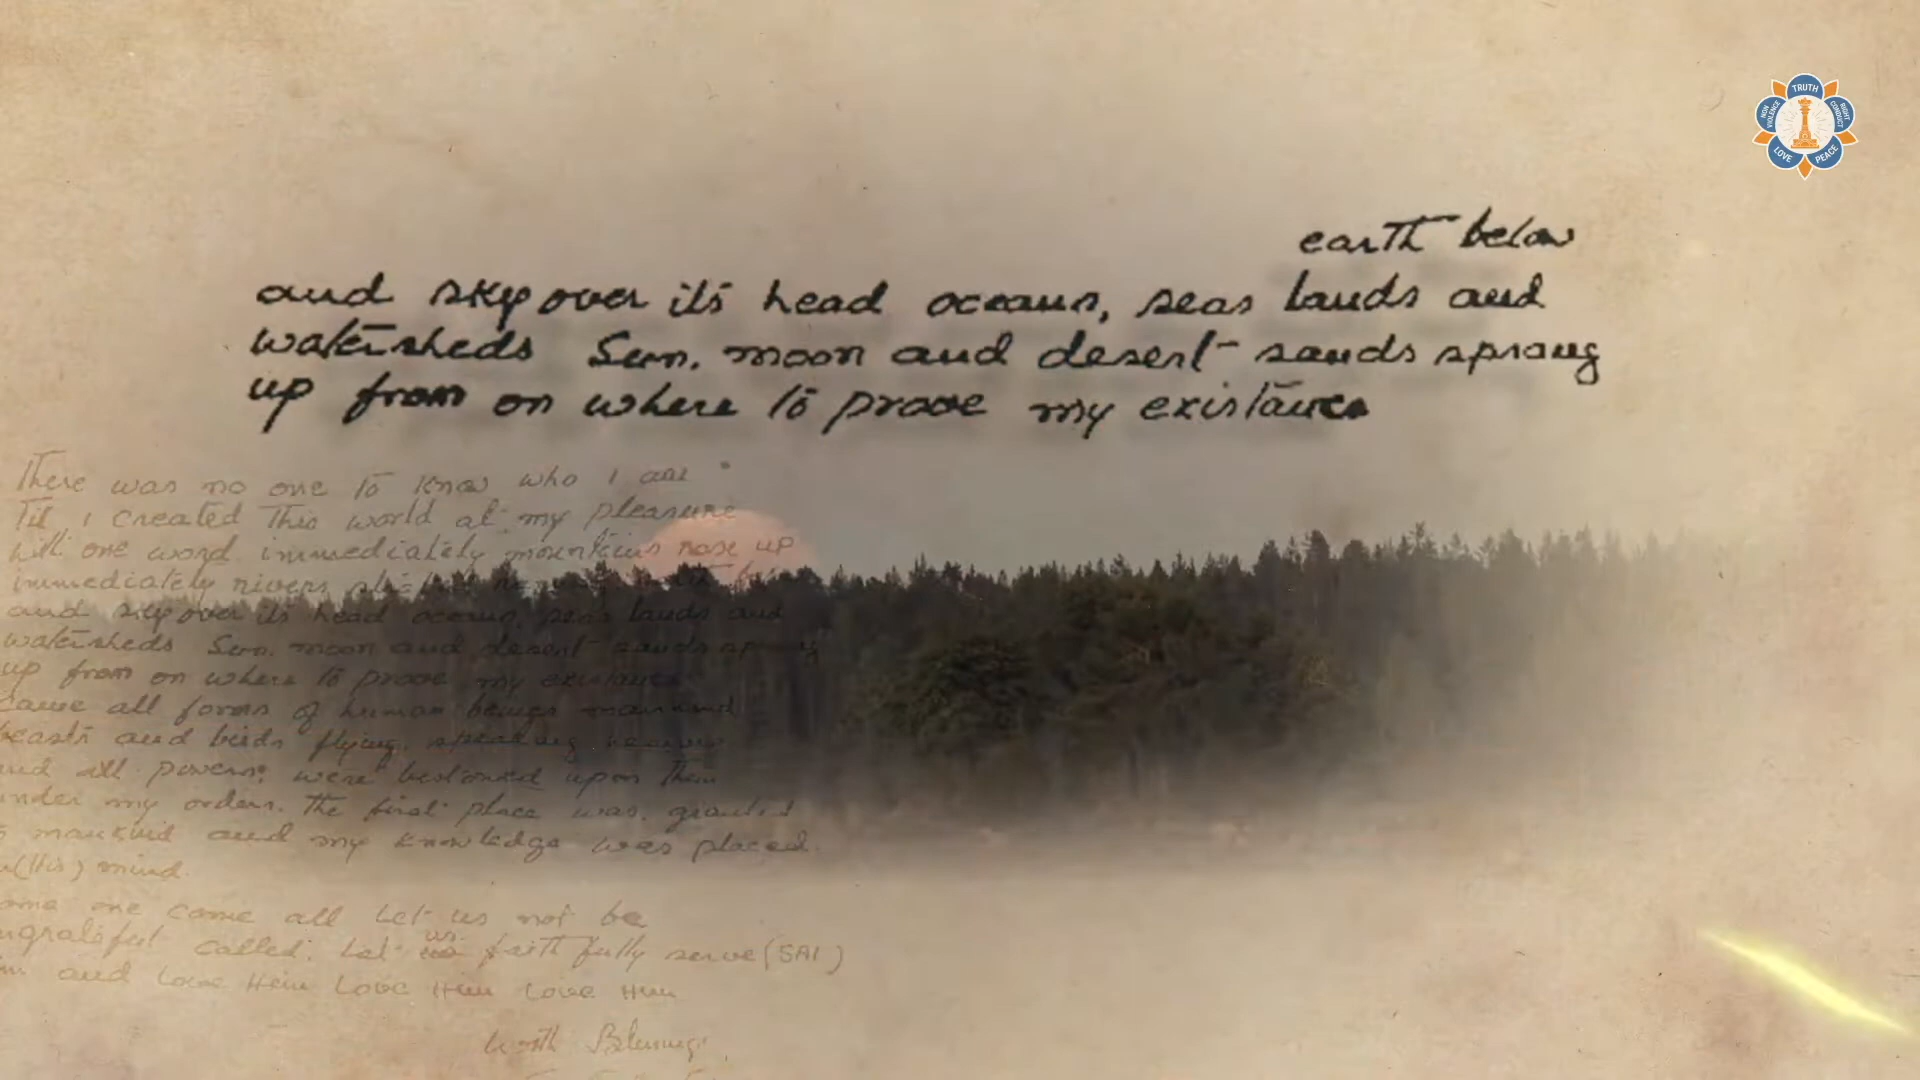 TRUTH
RIGHT CONDUCT
PEACE
LOVE
NON VIOLENCE
earth below
and sky over its head oceans, seas lands and
watersheds Sun, moon and desert sands sprang
up from on where to prove my existance
There was no one to know who I am
Til, I created this world at my pleasure
with one word. immediately mountains rose up
immediately rivers
and sky over its head oceans, seas lands and
watersheds Sun, moon and desert sands
up from on where to prove my existance
came all forms of human beings mankind
beasts and birds flying, speaking hearing
and all powers were bestowed upon them
under my orders. The first place was granted
mankind and my knowledge was placed
(His) mind.
one come all let us not be
ungrateful called. Let us faithfully serve (SAI)
and Love Him Love Him Love Him
With Blessings